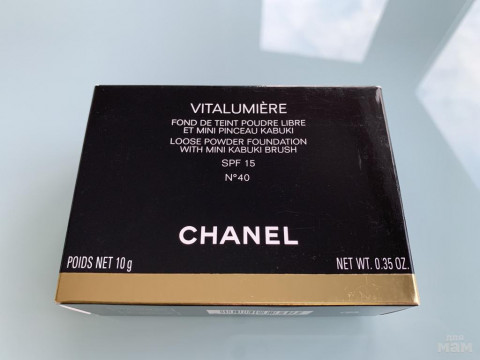 VITALUMIÈRE
FOND DE TEINT POUDRE LIBRE
ET MINI PINCEAU KABUKI
LOOSE POWDER FOUNDATION
WITH MINI KABUKI BRUSH
SPF 15
N°40
CHANEL
POIDS NET 10 g
NET WT. 0.35 OZ.